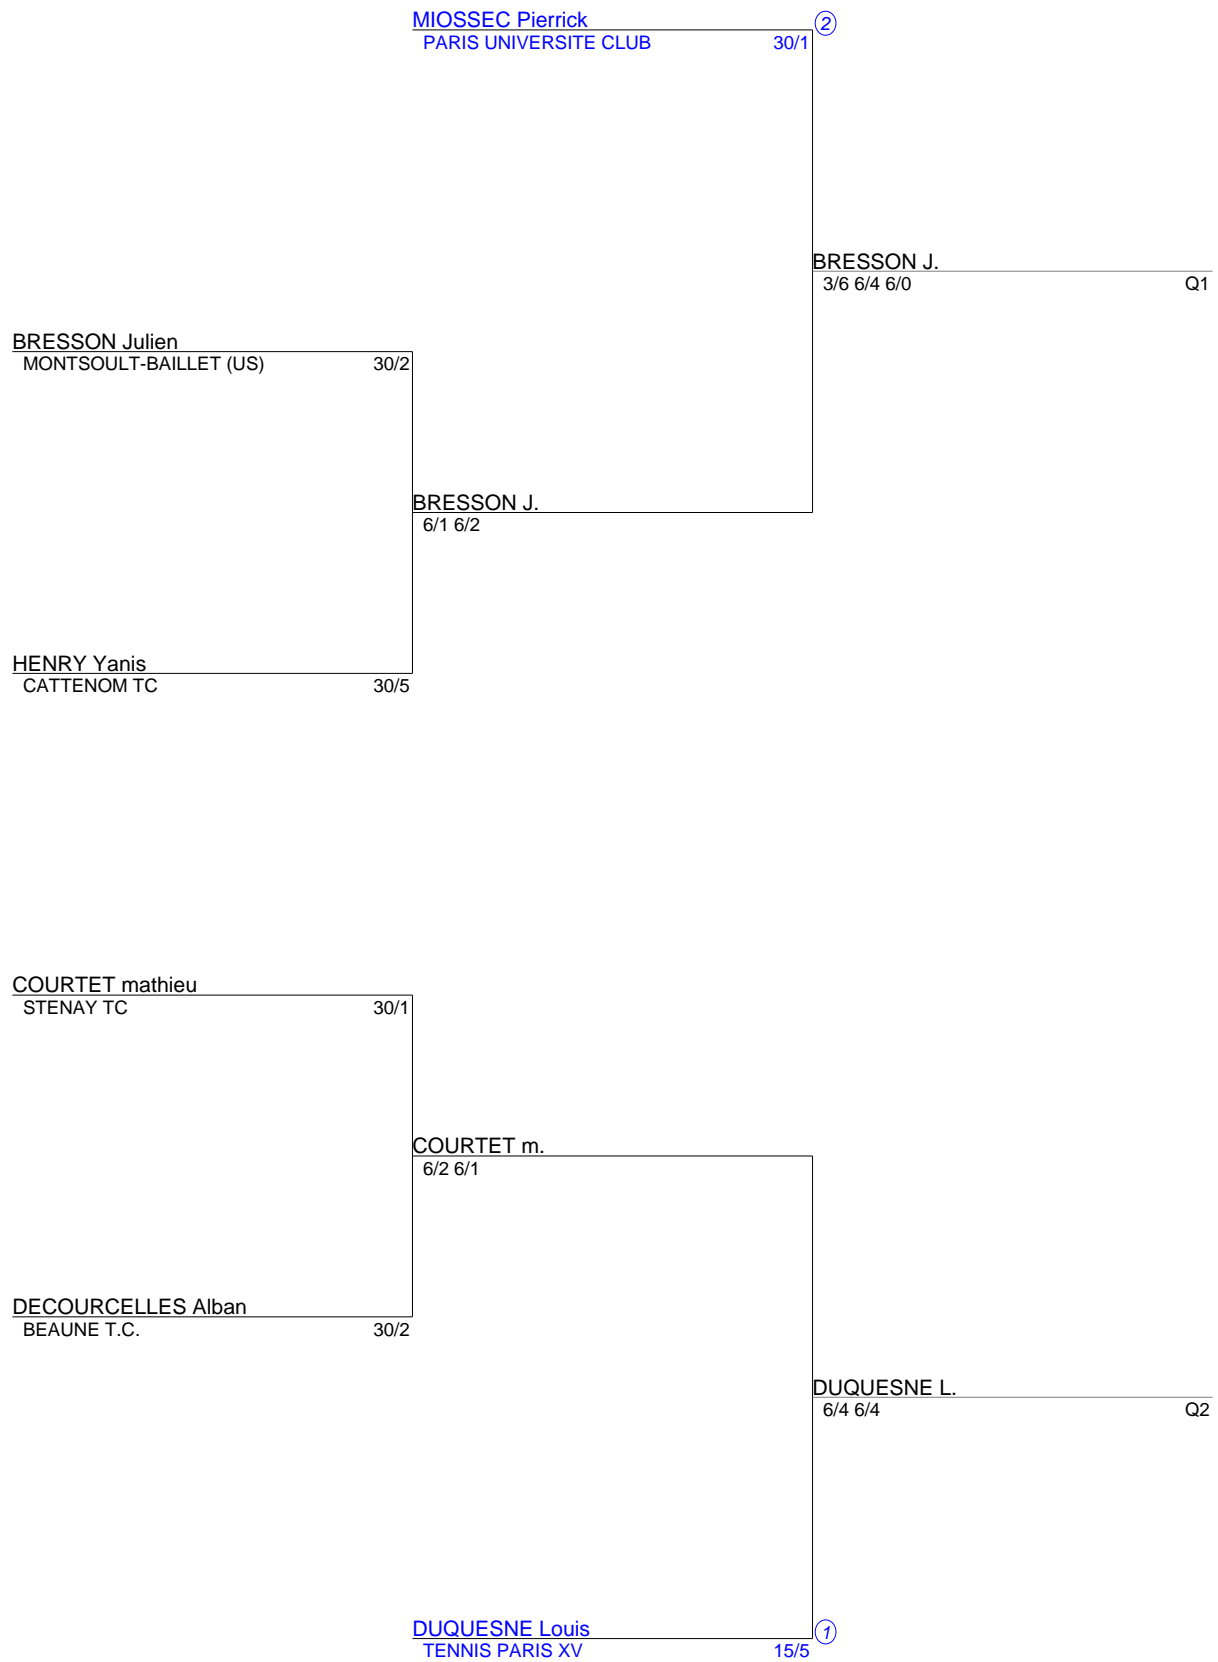 MIOSSEC Pierrick 2
PARIS UNIVERSITE CLUB 30/1
BRESSON J.
3/6 6/4 6/0 Q1
BRESSON Julien
MONTSOULT-BAILLET (US) 30/2
BRESSON J.
6/1 6/2
HENRY Yanis
CATTENOM TC 30/5
COURTET mathieu
STENAY TC 30/1
COURTET m.
6/2 6/1
DECOURCELLES Alban
BEAUNE T.C. 30/2
DUQUESNE L.
6/4 6/4 Q2
DUQUESNE Louis 1
TENNIS PARIS XV 15/5